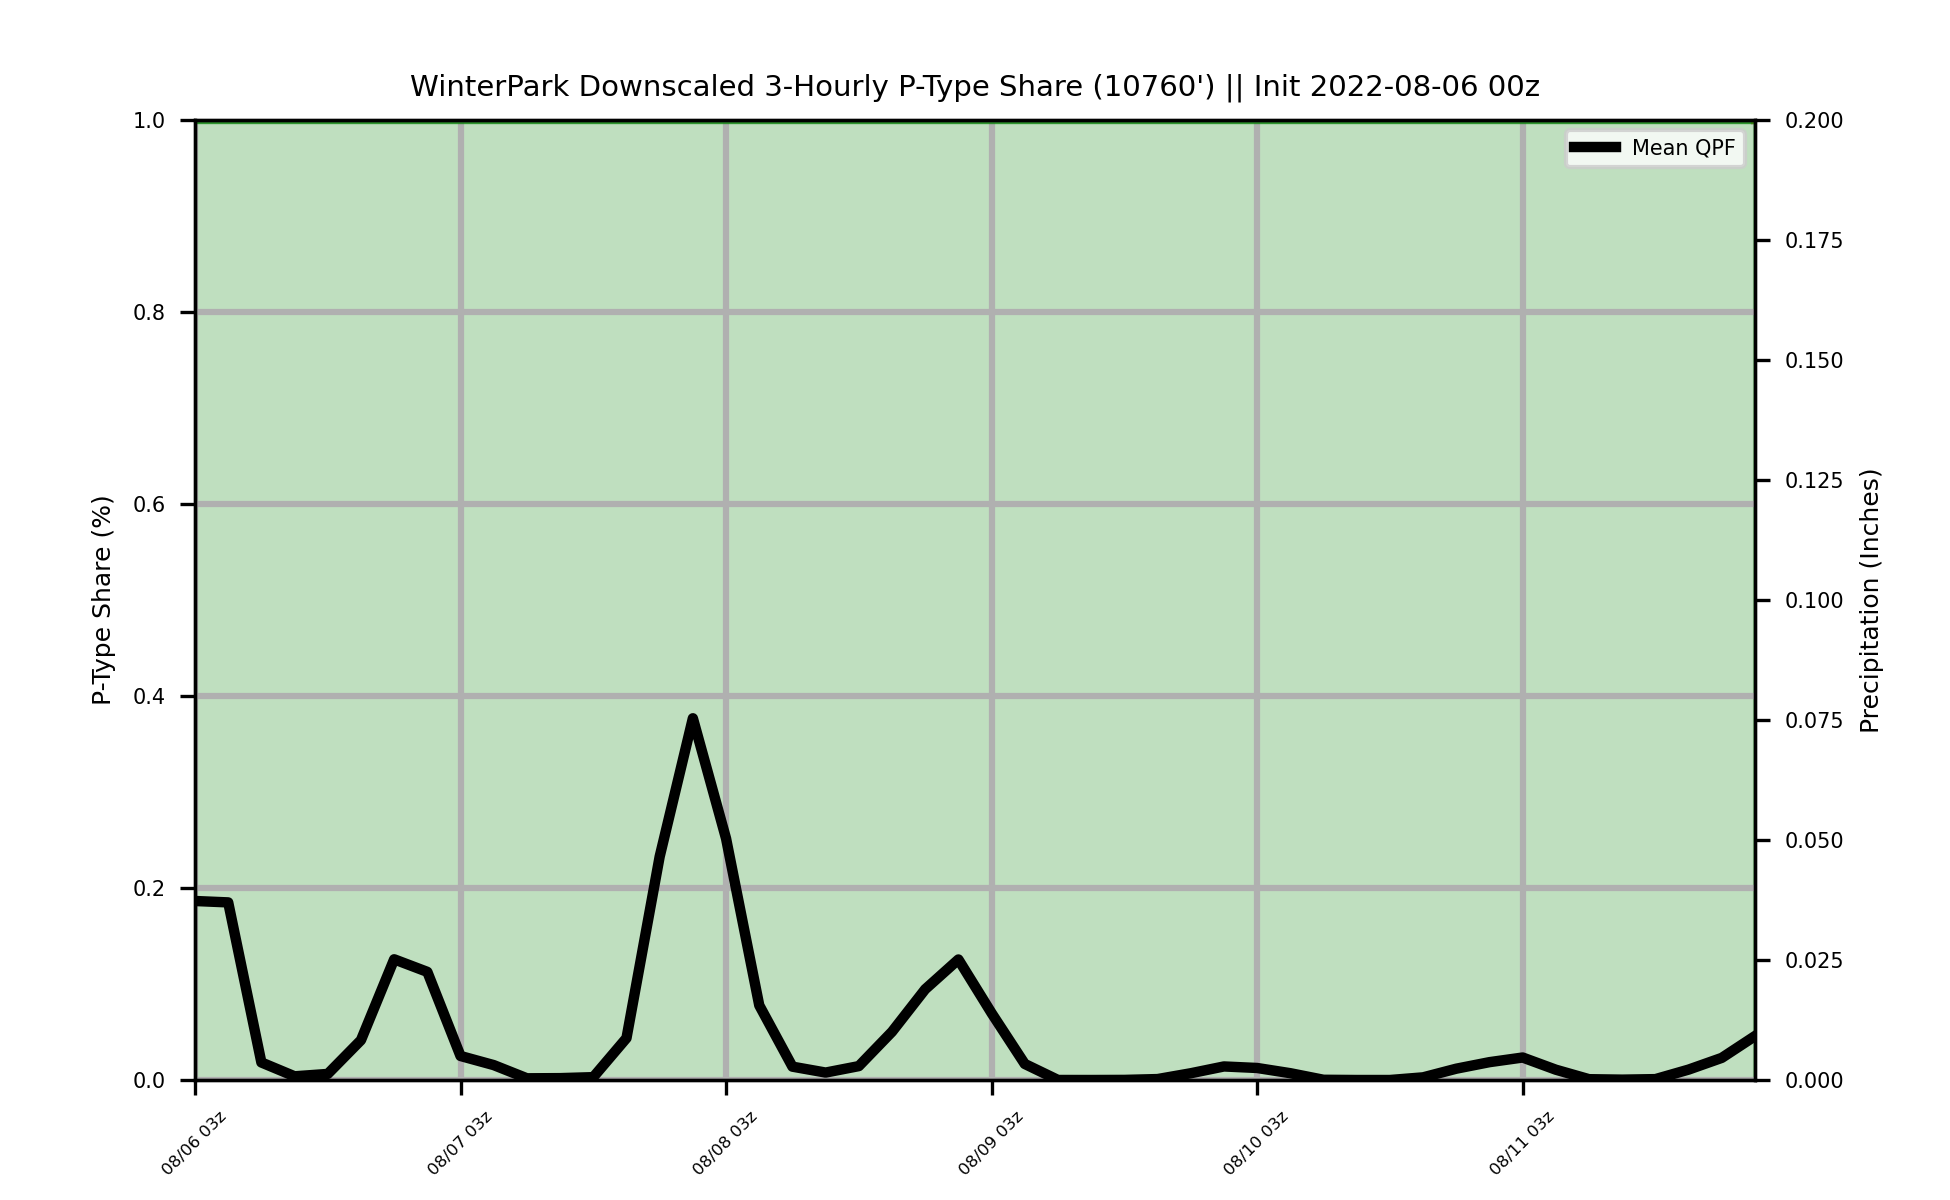 WinterPark Downscaled 3-Hourly P-Type Share (10760') || Init 2022-08-06 00z
Mean QPF
P-Type Share (%)
1.0
0.8
0.6
0.4
0.2
0.0
0.200
0.175
0.150
0.125
0.100
0.075
0.050
0.025
0.000
Precipitation (Inches)
08/06 03z
08/07 03z
08/08 03z
08/09 03z
08/10 03z
08/11 03z